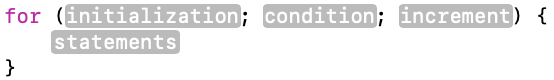 for (initialization; condition; increment) {
statements
}